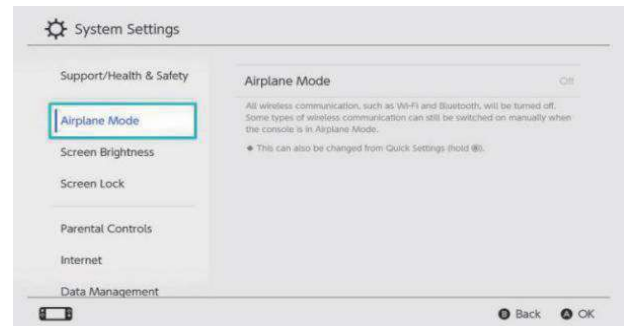 System Settings
Support/Health & Safety
Airplane Mode
Screen Brightness
Screen Lock
Parental Controls
Internet
Data Management
Airplane Mode Off
All wireless communication, such as Wi-Fi and Bluetooth, will be turned off.
Some types of wireless communication can still be switched on manually when
the console is in Airplane Mode.
◆ This can also be changed from Quick Settings (hold).
B Back A OK